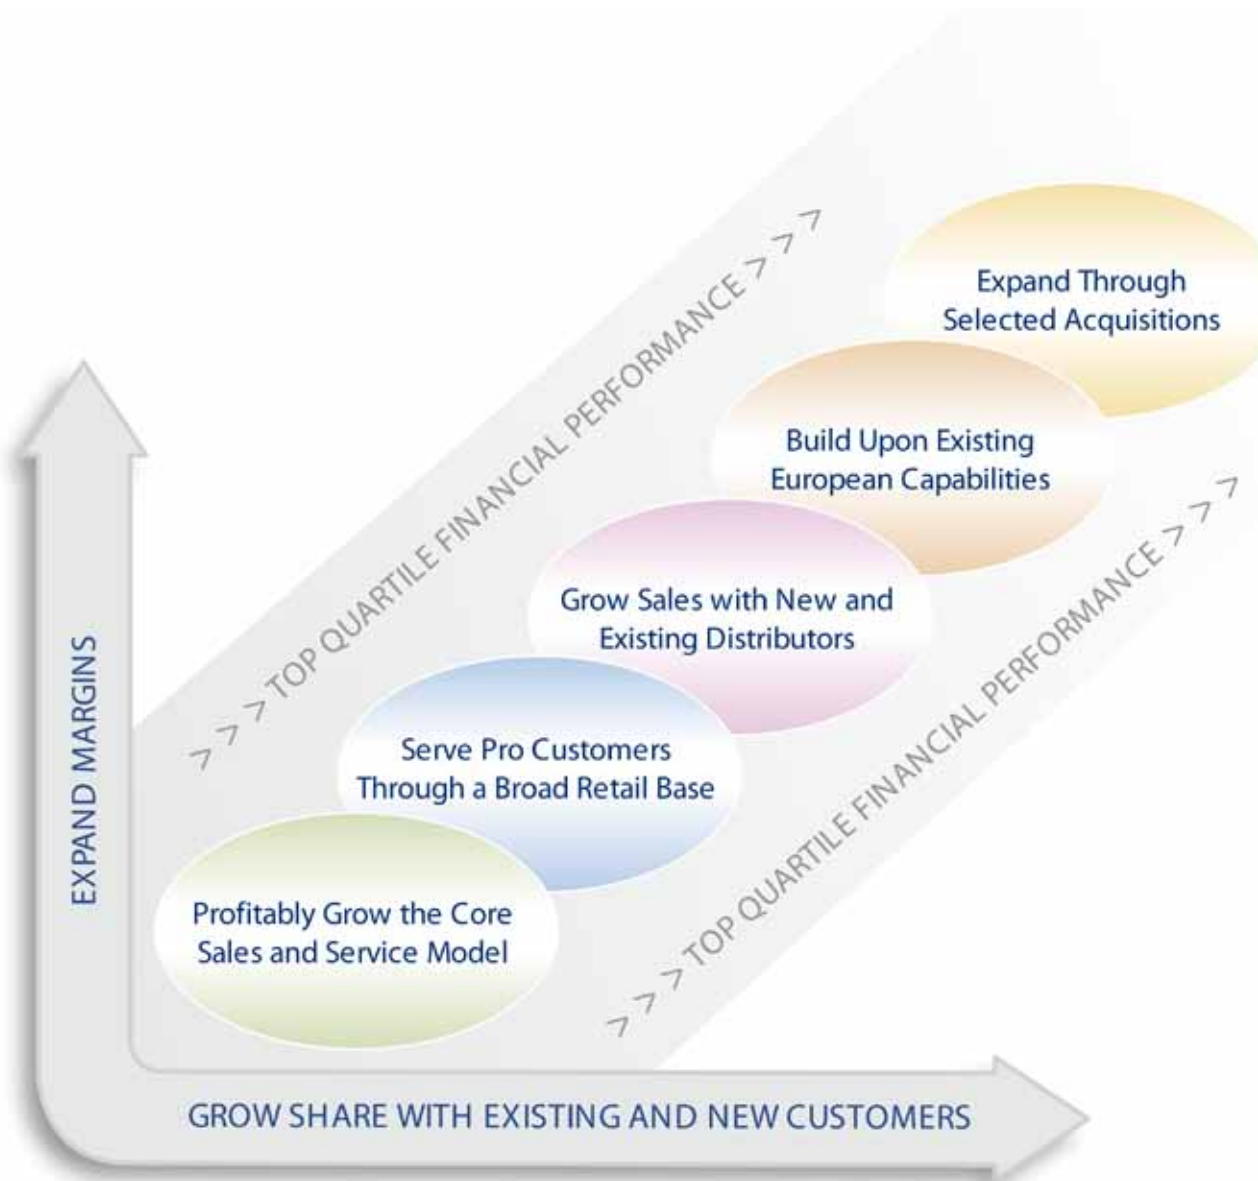 Expand Through
Selected Acquisitions
Build Upon Existing
European Capabilities
Grow Sales with New and
Existing Distributors
Serve Pro Customers
Through a Broad Retail Base
Profitably Grow the Core
Sales and Service Model
> > > TOP QUARTILE FINANCIAL PERFORMANCE > > >
> > > TOP QUARTILE FINANCIAL PERFORMANCE > > >
EXPAND MARGINS
GROW SHARE WITH EXISTING AND NEW CUSTOMERS